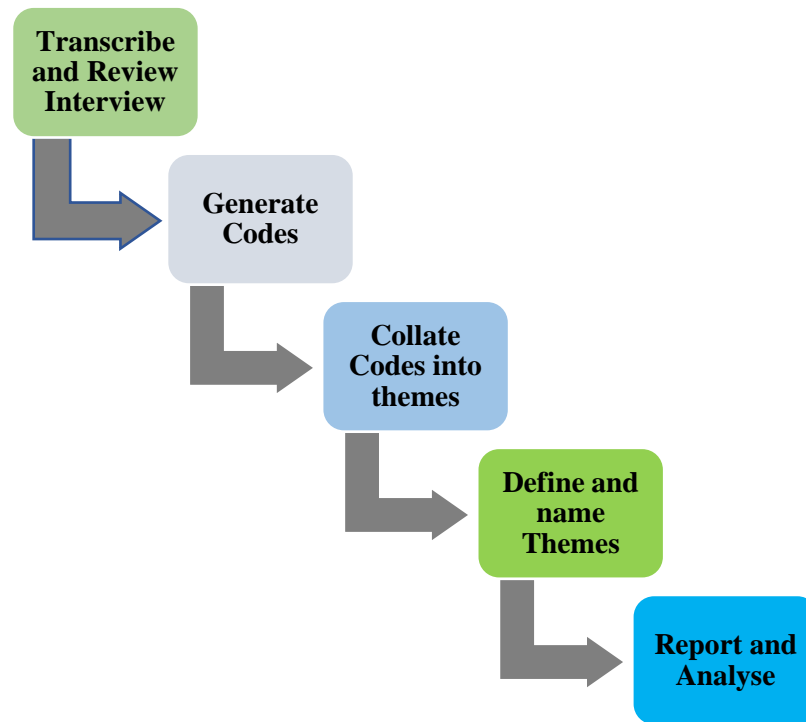 Transcribe
and Review
Interview
Generate
Codes
Collate
Codes into
themes
Define and
name
Themes
Report and
Analyse